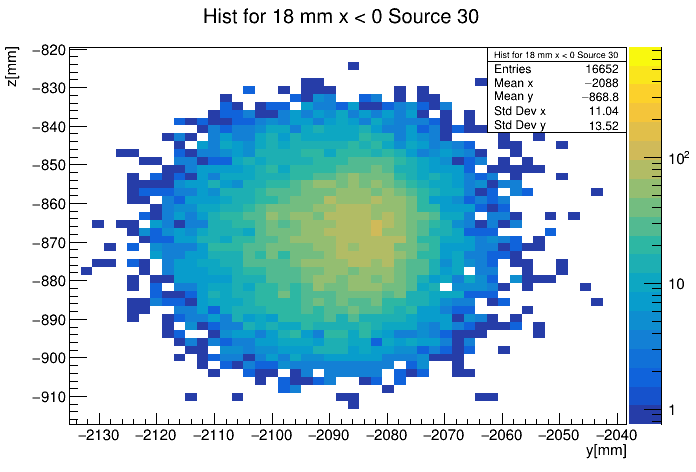 Hist for 18 mm x < 0 Source 30
z[mm]
−820
−830
−840
−850
−860
−870
−880
−890
−900
−910
Hist for 18 mm x < 0 Source 30
Entries 16652
Mean x −2088
Mean y −868.8
Std Dev x 11.04
Std Dev y 13.52
10²
10
1
−2130 −2120 −2110 −2100 −2090 −2080 −2070 −2060 −2050 −2040
y[mm]